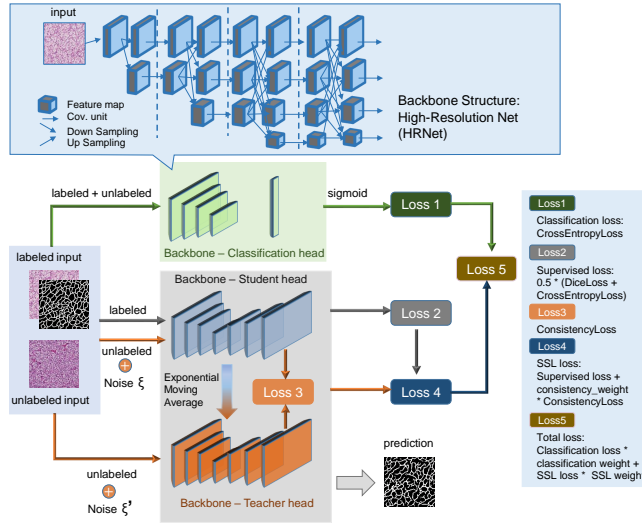 input
Feature map
Cov. unit
Down Sampling
Up Sampling
Backbone Structure:
High-Resolution Net
(HRNet)
labeled + unlabeled
sigmoid
Loss 1
Backbone – Classification head
labeled input
unlabeled input
Backbone – Student head
labeled
unlabeled
Noise ξ
Exponential
Moving
Average
Loss 2
Loss 3
Loss 4
Loss 5
unlabeled
Noise ξ’
Backbone – Teacher head
prediction
Loss1
Classification loss:
CrossEntropyLoss
Loss2
Supervised loss:
0.5 * (DiceLoss +
CrossEntropyLoss)
Loss3
ConsistencyLoss
Loss4
SSL loss:
Supervised loss +
consistency_weight
* ConsistencyLoss
Loss5
Total loss:
Classification loss *
classification weight +
SSL loss * SSL weigh